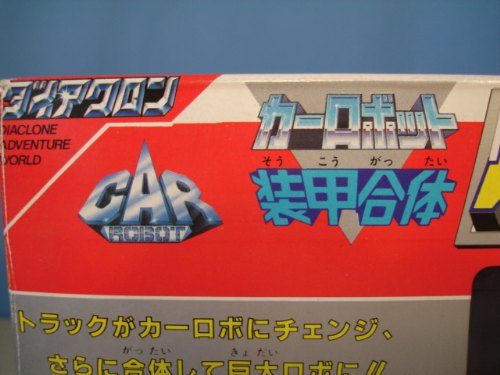 ダイアクロン
DIACLONE
ADVENTURE
WORLD
CAR
ROBOT
カーロボット
そうこうがったい
装甲合体
トラックがカーロボにチェンジ、
がったい きょだい
さらに合体して巨大ロボに!!